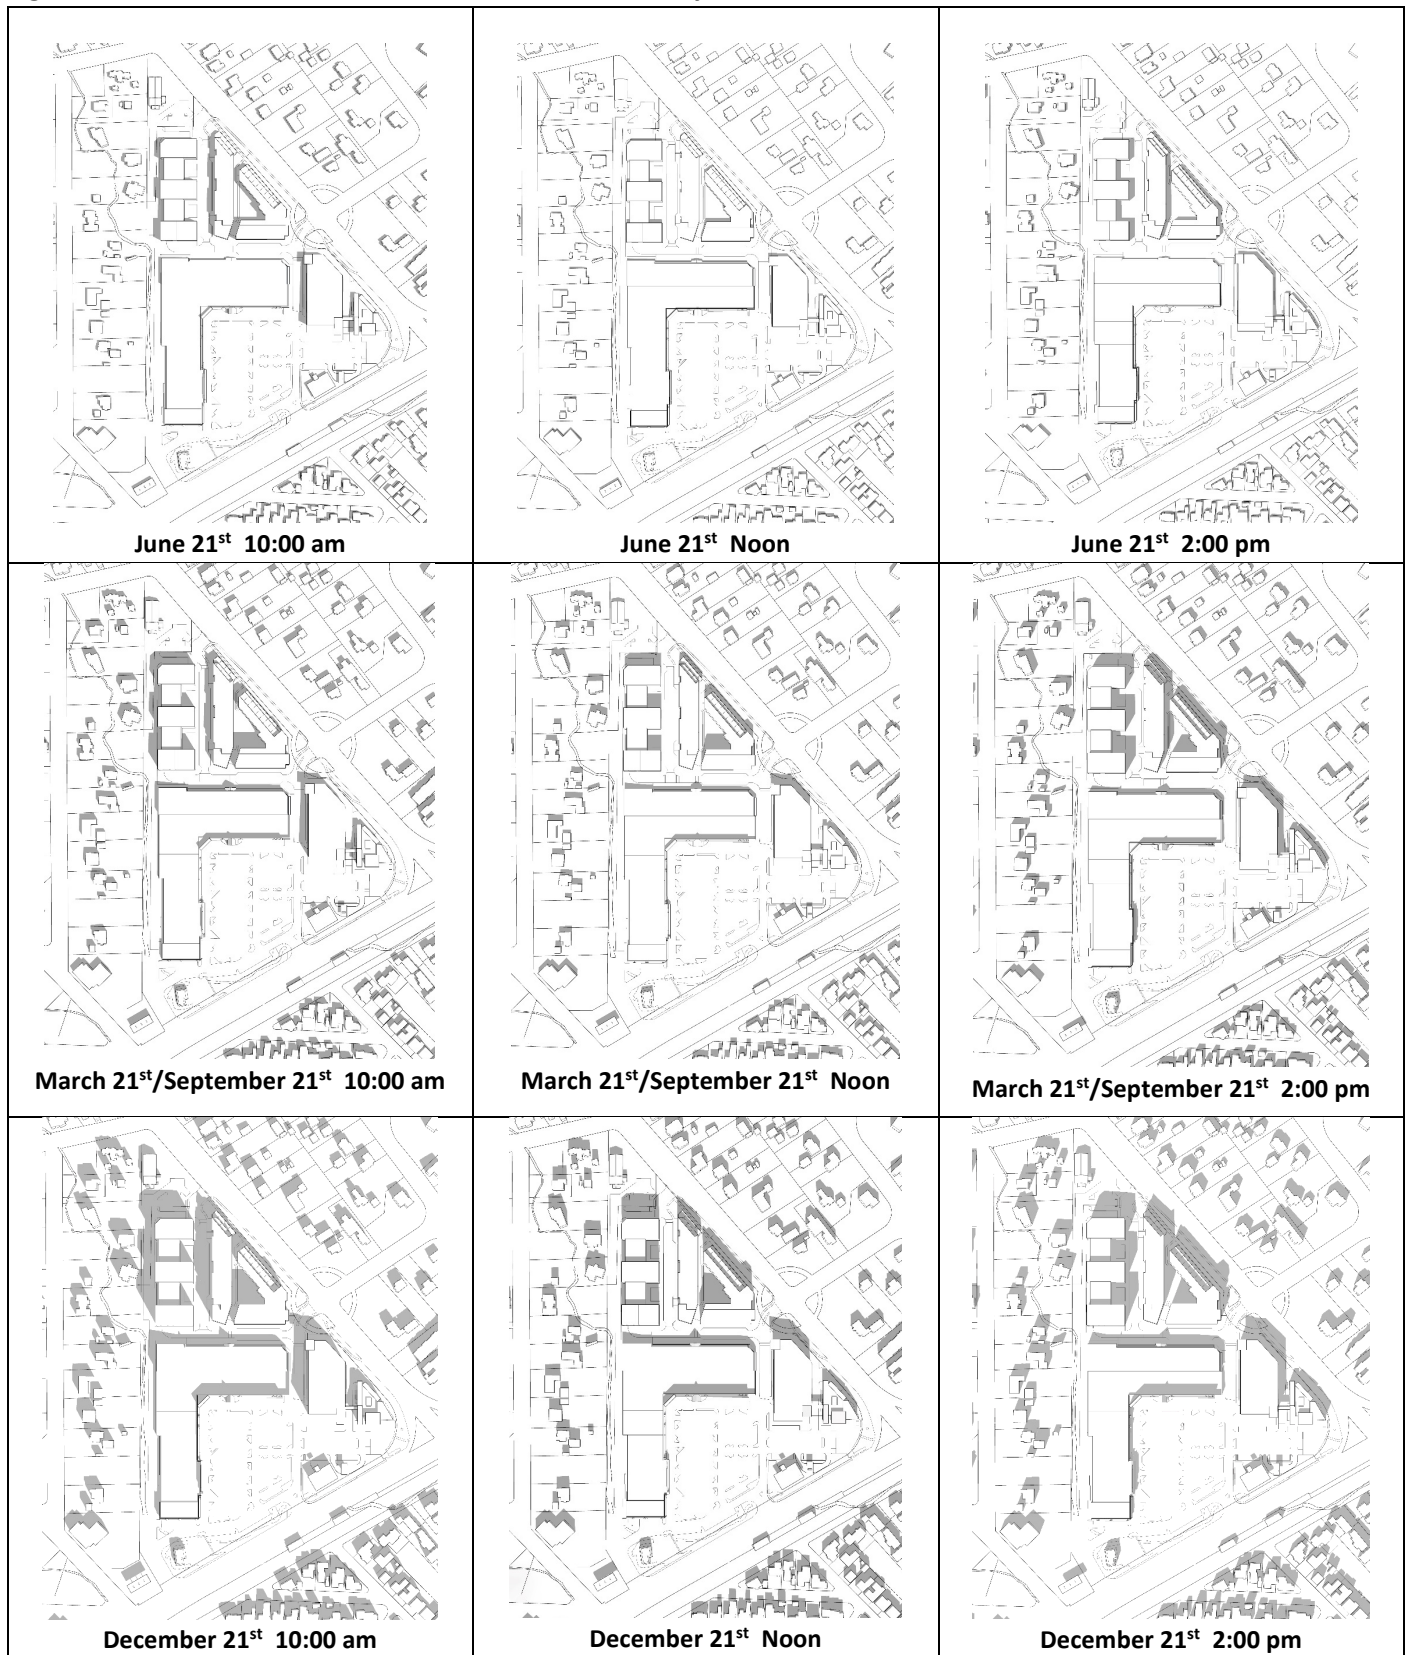 June 21st 10:00 am
June 21st Noon
June 21st 2:00 pm
March 21st/September 21st 10:00 am
March 21st/September 21st Noon
March 21st/September 21st 2:00 pm
December 21st 10:00 am
December 21st Noon
December 21st 2:00 pm